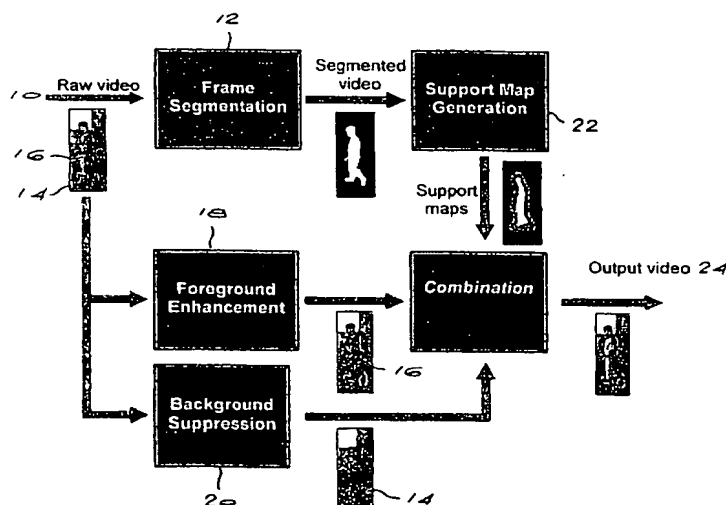 12
10
Raw video
Frame
Segmentation
Segmented
video
Support Map
Generation
22
16
14
Support
maps
18
Foreground
Enhancement
Combination
Output video 24
16
Background
Suppression
20
14